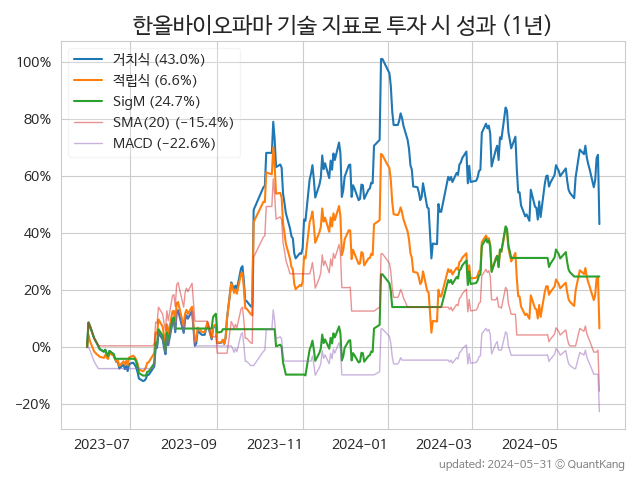 한올바이오파마 기술 지표로 투자 시 성과 (1년)
거치식 (43.0%)
적립식 (6.6%)
SigM (24.7%)
SMA(20) (−15.4%)
MACD (−22.6%)
100%
80%
60%
40%
20%
0%
−20%
2023-07
2023-09
2023-11
2024-01
2024-03
2024-05
updated: 2024-05-31 © QuantKang